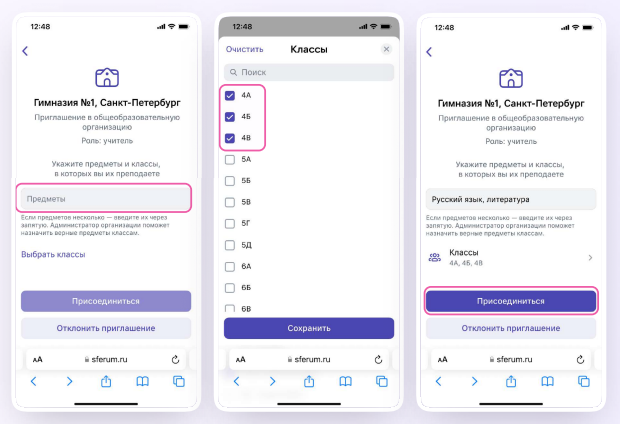 12:48
Гимназия №1, Санкт-Петербург
Приглашение в общеобразовательную
организацию
Роль: учитель
Укажите предметы и классы,
в которых вы их преподаете
Предметы
Если предметов несколько — введите их через
запятую. Администратор организации поможет
назначить верные предметы классам.
Выбрать классы
Присоединиться
Отклонить приглашение
АА
sferum.ru
12:48
Очистить
Классы
Поиск
4А
4Б
4В
5А
5Б
5В
5Г
5Д
6А
6Б
6В
Сохранить
АА
sferum.ru
12:48
Гимназия №1, Санкт-Петербург
Приглашение в общеобразовательную
организацию
Роль: учитель
Укажите предметы и классы,
в которых вы их преподаете
Русский язык, литература
Если предметов несколько — введите их через
запятую. Администратор организации поможет
назначить верные предметы классам.
Классы
4А, 4Б, 4В
Присоединиться
Отклонить приглашение
АА
sferum.ru